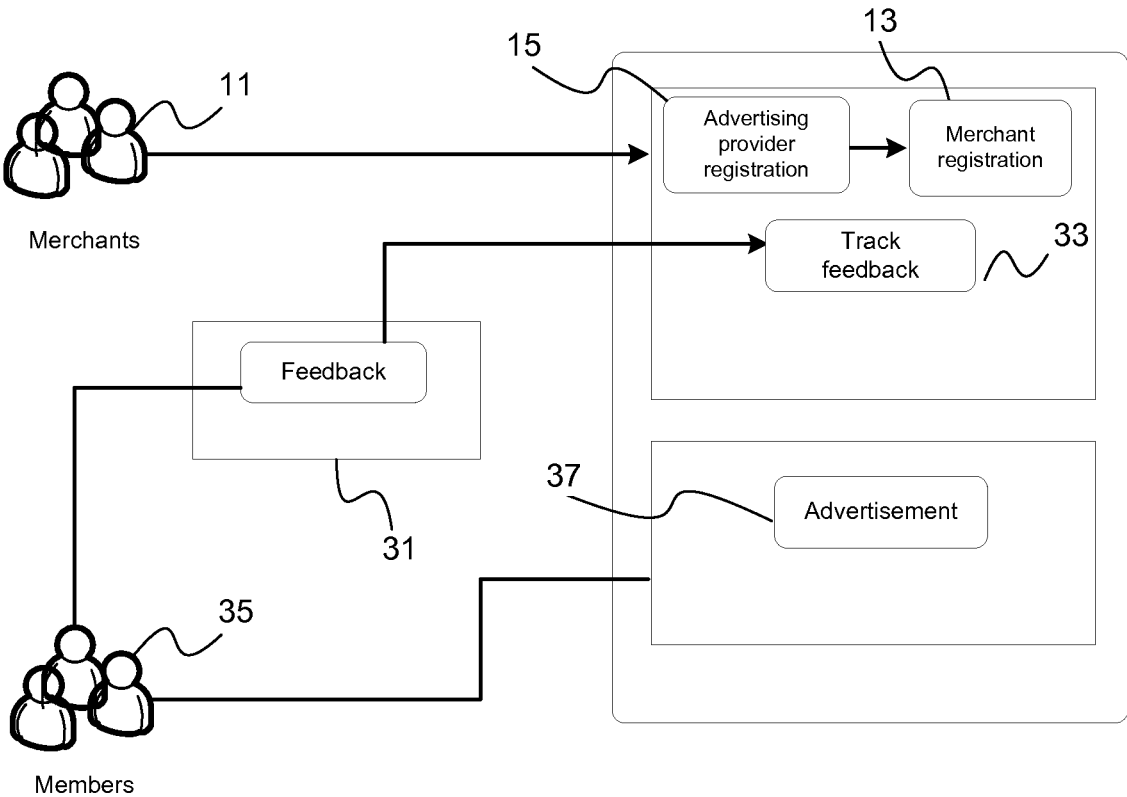 13
15
11
Advertising
provider
registration
Merchant
registration
Merchants
Track
feedback
33
Feedback
37
Advertisement
31
35
Members